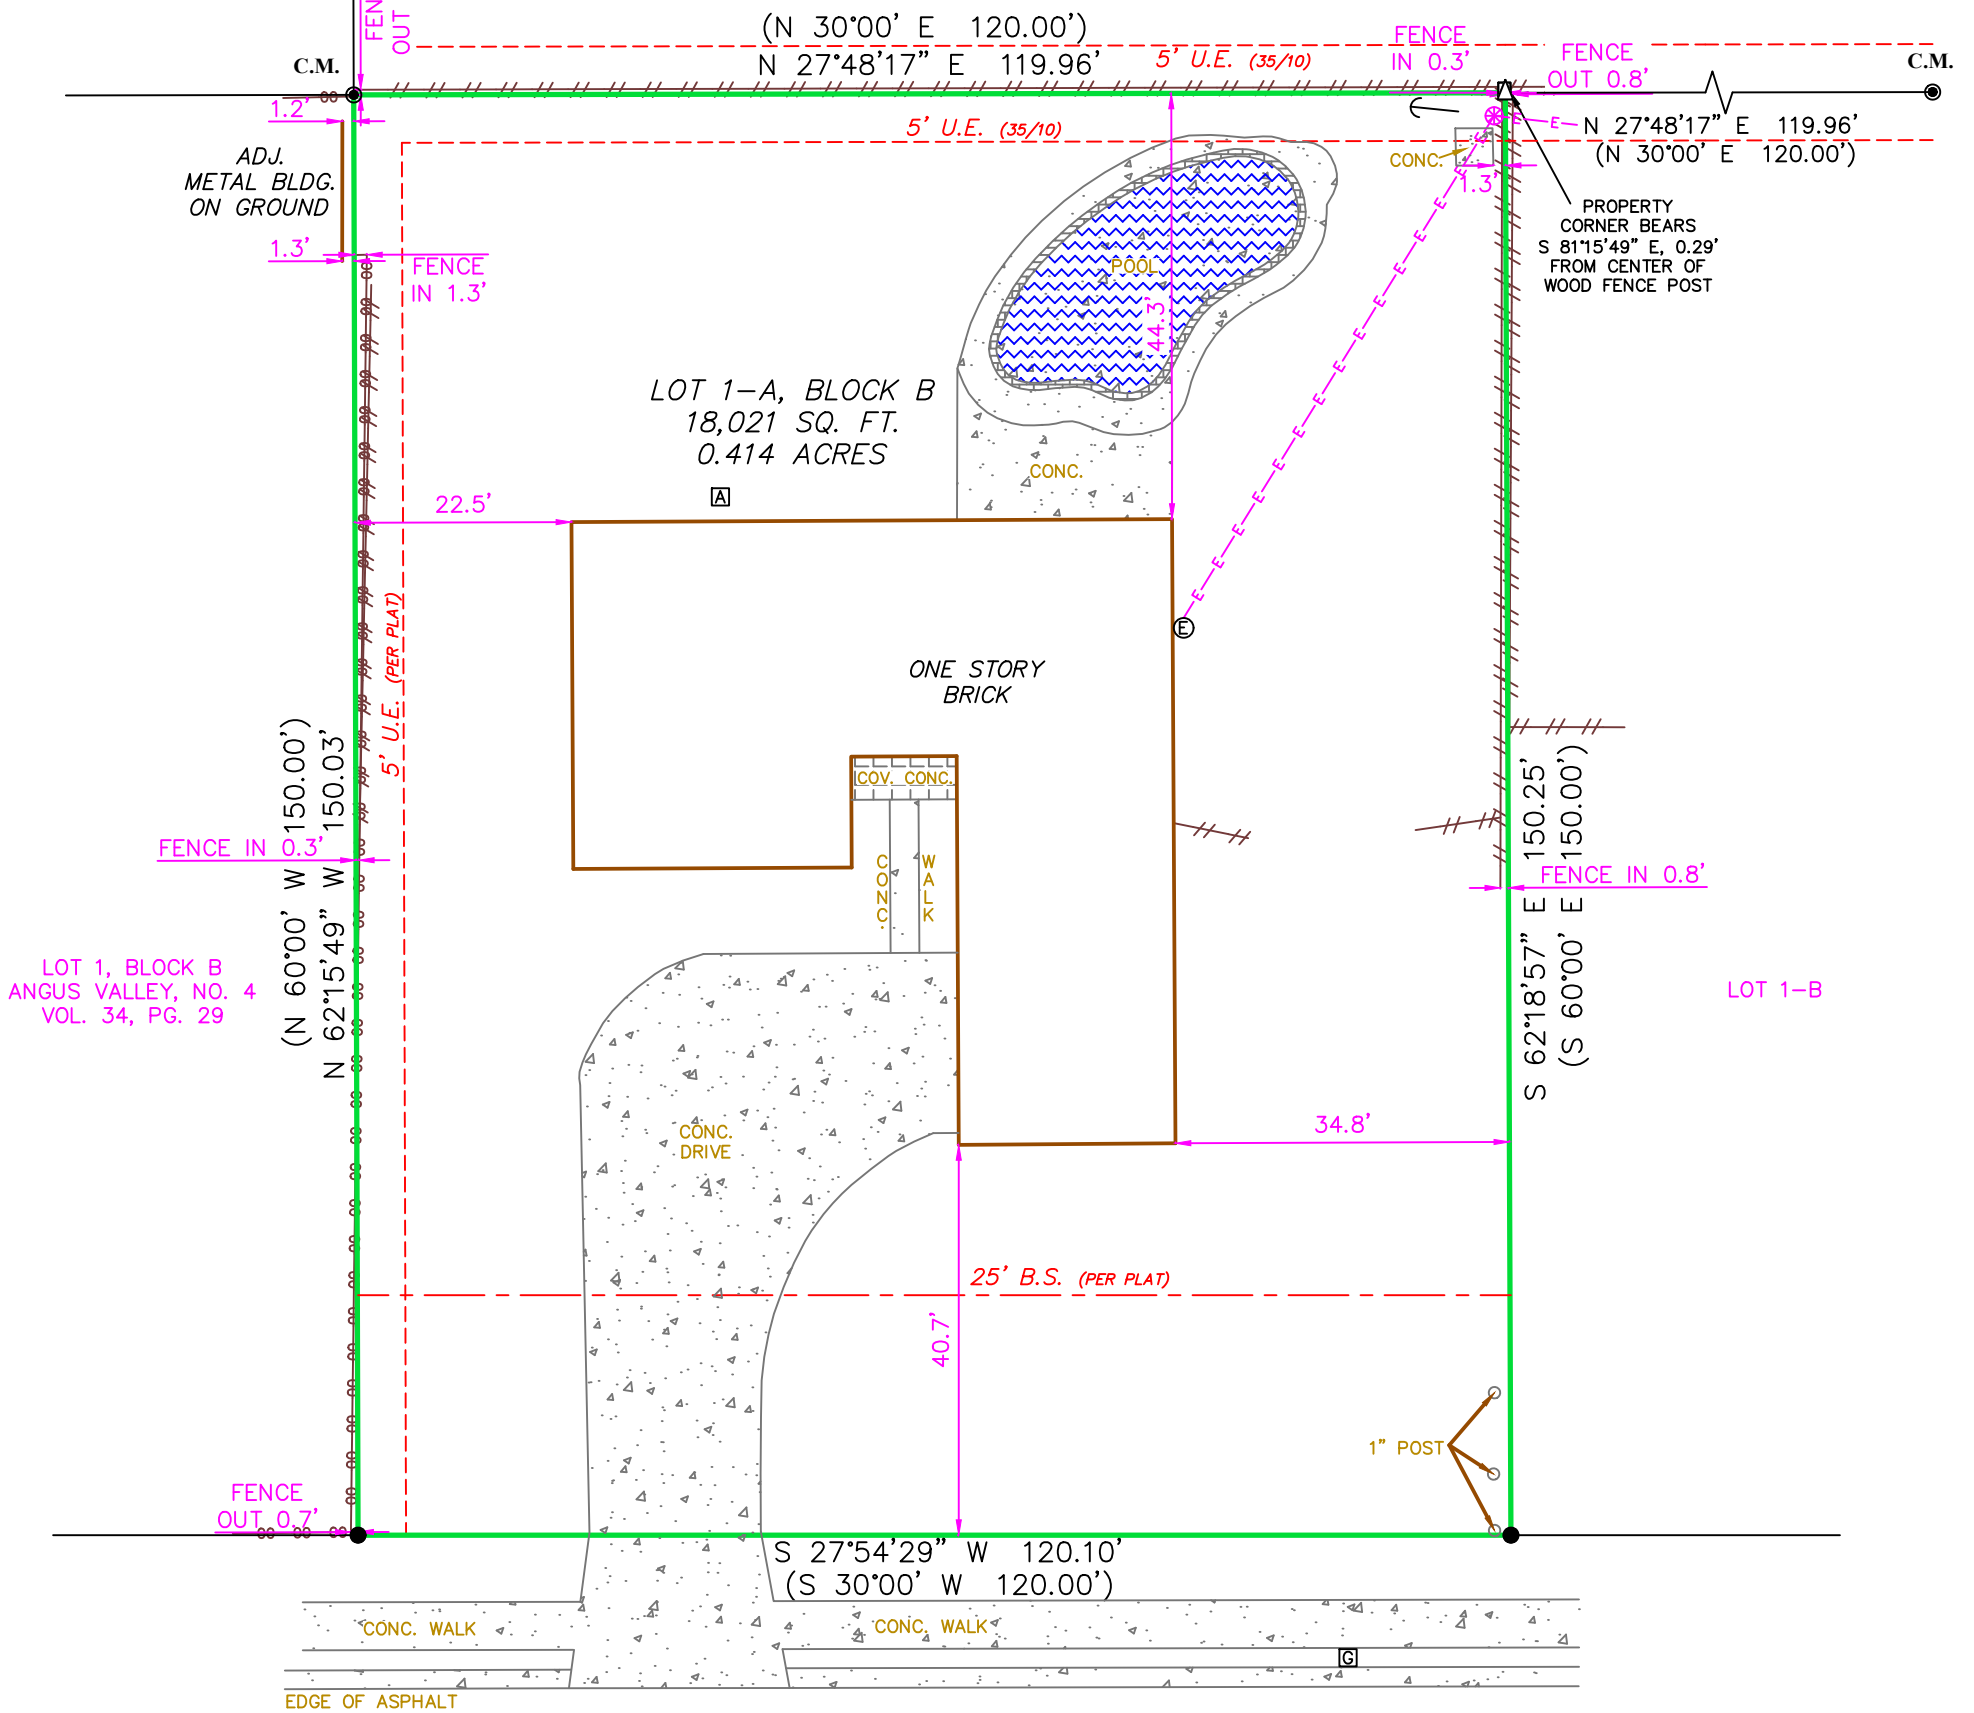 FEN
OUT
(N 30°00' E 120.00')
N 27°48'17" E 119.96'
5' U.E. (35/10)
FENCE
IN 0.3'
FENCE
OUT 0.8'
C.M.
C.M.
1.2'
5' U.E. (35/10)
E
E
N 27°48'17" E 119.96'
(N 30°00' E 120.00')
CONC.
1.3'
ADJ.
METAL BLDG.
ON GROUND
1.3'
FENCE
IN 1.3'
PROPERTY
CORNER BEARS
S 81°15'49" E, 0.29'
FROM CENTER OF
WOOD FENCE POST
POOL
44.3'
E
E
E
E
E
E
E
E
E
E
E
LOT 1-A, BLOCK B
18,021 SQ. FT.
0.414 ACRES
CONC.
A
22.5'
E
ONE STORY
BRICK
5' U.E. (PER PLAT)
COV. CONC.
CONC.
WALK
(N 60°00' W 150.00')
N 62°15'49" W 150.03'
FENCE IN 0.3'
S 62°18'57" E 150.25'
(S 60°00' E 150.00')
FENCE IN 0.8'
LOT 1, BLOCK B
ANGUS VALLEY, NO. 4
VOL. 34, PG. 29
LOT 1-B
CONC.
DRIVE
34.8'
25' B.S. (PER PLAT)
40.7'
1" POST
FENCE
OUT 0.7'
S 27°54'29" W 120.10'
(S 30°00' W 120.00')
CONC. WALK
CONC. WALK
G
EDGE OF ASPHALT